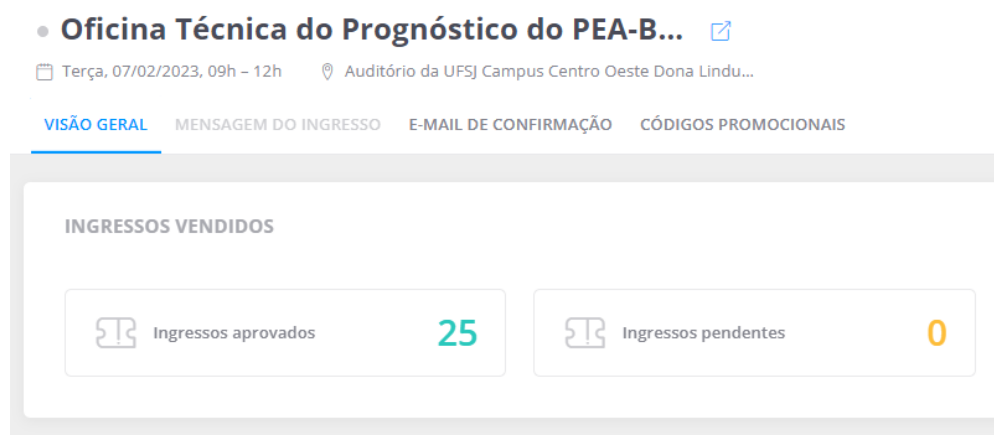 Oficina Técnica do Prognóstico do PEA-B...
Terça, 07/02/2023, 09h – 12h Auditório da UFSJ Campus Centro Oeste Dona Lindu...
VISÃO GERAL MENSAGEM DO INGRESSO E-MAIL DE CONFIRMAÇÃO CÓDIGOS PROMOCIONAIS
INGRESSOS VENDIDOS
Ingressos aprovados 25 Ingressos pendentes 0